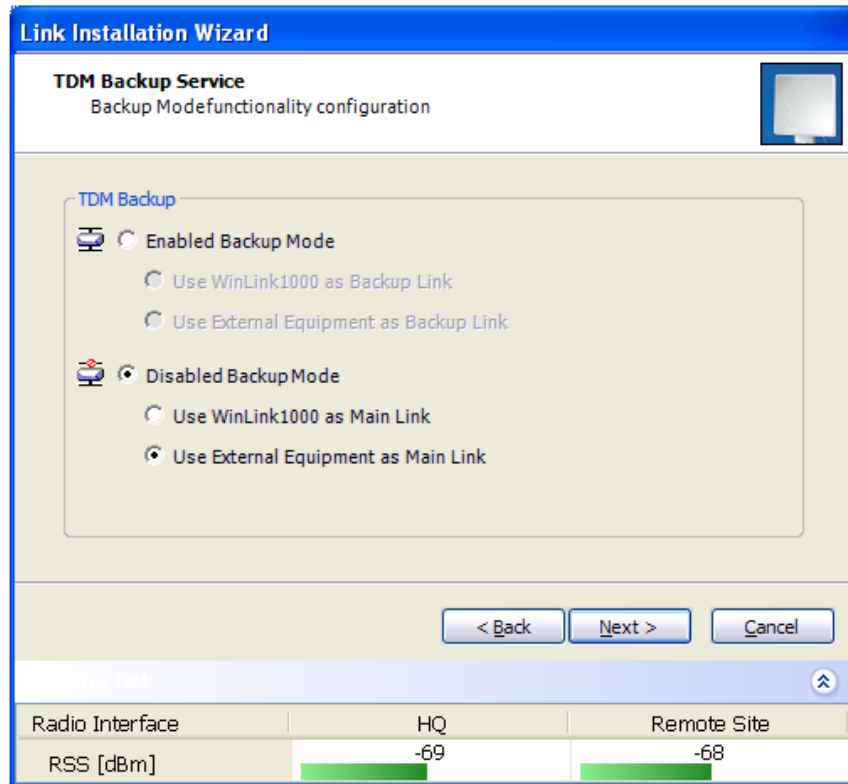 Link Installation Wizard
TDM Backup Service
Backup Modefunctionality configuration
TDM Backup
Enabled Backup Mode
Use WinLink1000 as Backup Link
Use External Equipment as Backup Link
Disabled Backup Mode
Use WinLink1000 as Main Link
Use External Equipment as Main Link
< Back Next > Cancel
Link
Radio Interface HQ Remote Site
RSS [dBm] -69 -68